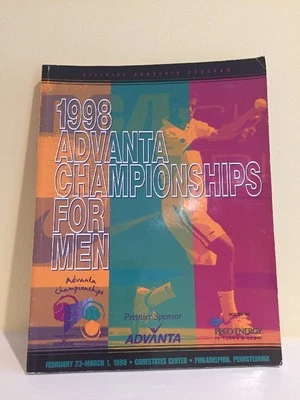 OFFICIAL SOUVENIR PROGRAM
1998
ADVANTA
CHAMPIONSHIPS
FOR
MEN
Advanta
Championships
Premier Sponsor
ADVANTA
PECO ENERGY
FEBRUARY 23-MARCH 1, 1998 • CORESTATES CENTER • PHILADELPHIA, PENNSYLVANIA